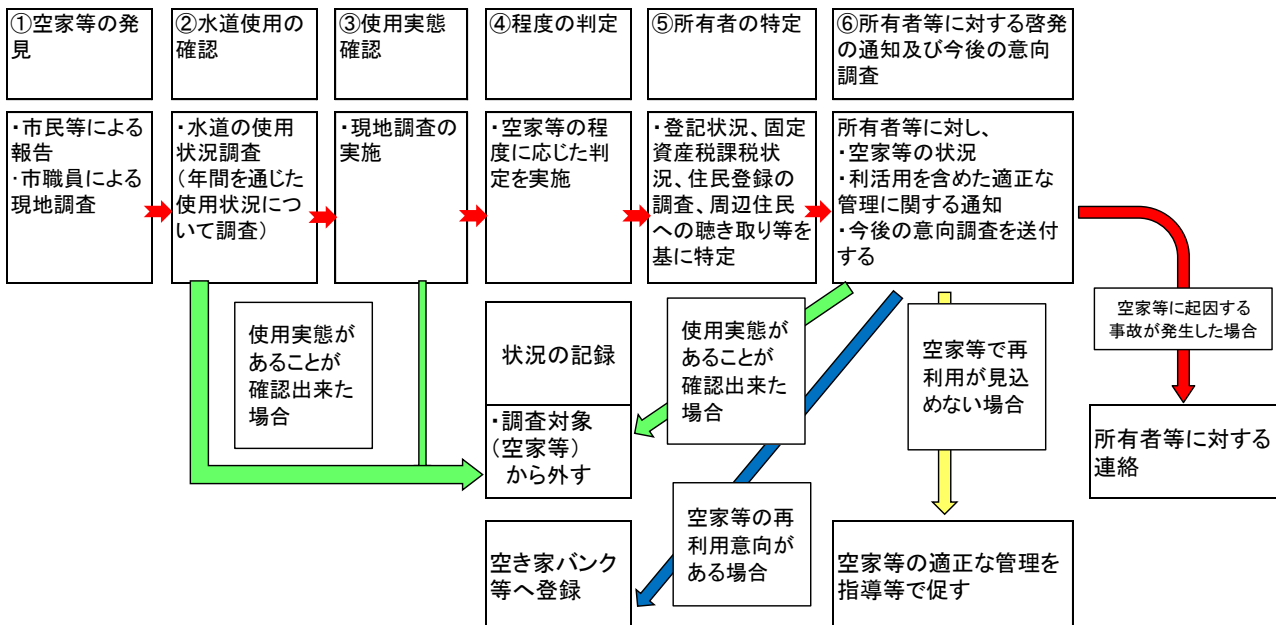 ①空家等の発
見
②水道使用の
確認
③使用実態
確認
④程度の判定
⑤所有者の特定
⑥所有者等に対する啓発
の通知及び今後の意向
調査
・市民等による
報告
・市職員による
現地調査
・水道の使用
状況調査
（年間を通じた
使用状況につ
いて調査）
・現地調査の
実施
・空家等の程
度に応じた判
定を実施
・登記状況、固定
資産税課税状
況、住民登録の
調査、周辺住民
への聴き取り等を
基に特定
所有者等に対し、
・空家等の状況
・利活用を含めた適正な
管理に関する通知
・今後の意向調査を送付
する
使用実態が
あることが
確認出来た
場合
状況の記録
・調査対象
（空家等）
から外す
使用実態が
あることが
確認出来た
場合
空家等で再
利用が見込
めない場合
空家等に起因する
事故が発生した場合
所有者等に対する
連絡
空き家バンク
等へ登録
空家等の再
利用意向が
ある場合
空家等の適正な管理を
指導等で促す